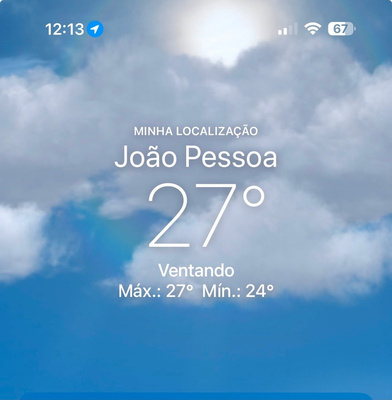 12:13 67
MINHA LOCALIZAÇÃO
João Pessoa
27°
Ventando
Máx.: 27° Mín.: 24°